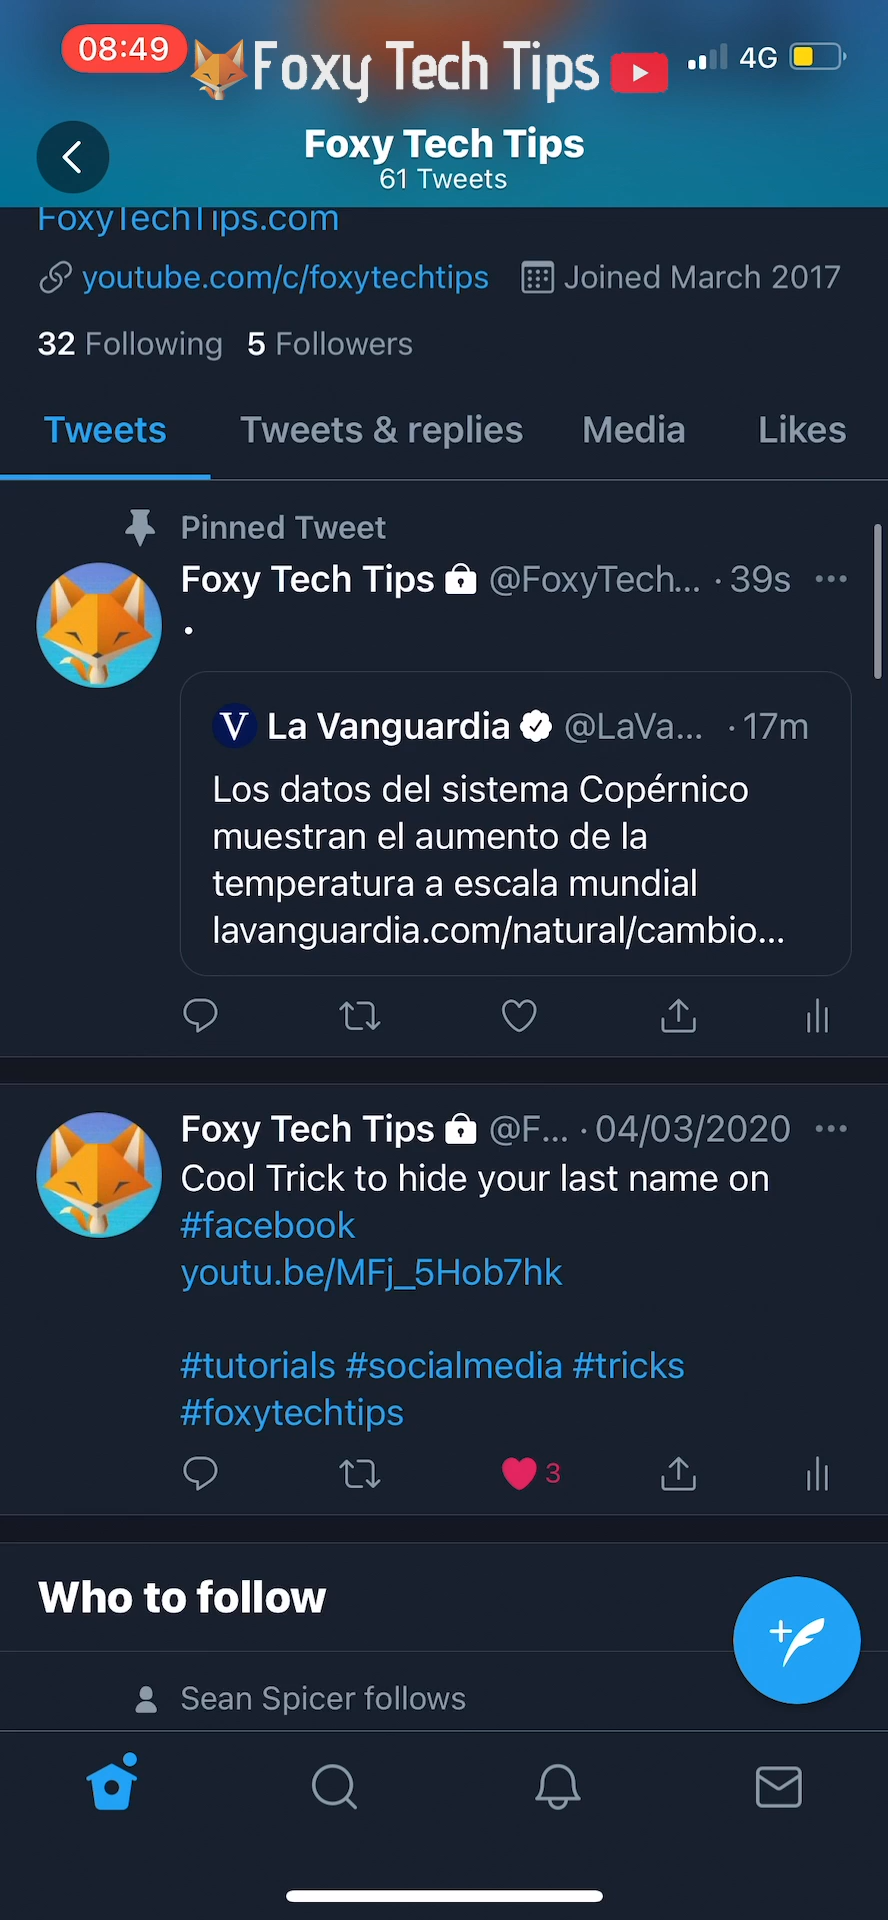 08:49
Foxy Tech Tips
4G
Foxy Tech Tips
61 Tweets
FoxyTechTips.com
youtube.com/c/foxytechtips Joined March 2017
32 Following 5 Followers
Tweets Tweets & replies Media Likes
Pinned Tweet
Foxy Tech Tips @FoxyTech... · 39s
.
V La Vanguardia @LaVa... · 17m
Los datos del sistema Copérnico
muestran el aumento de la
temperatura a escala mundial
lavanguardia.com/natural/cambio...
Foxy Tech Tips @F... · 04/03/2020
Cool Trick to hide your last name on
#facebook
youtu.be/MFj_5Hob7hk
#tutorials #socialmedia #tricks
#foxytechtips
3
Who to follow
Sean Spicer follows